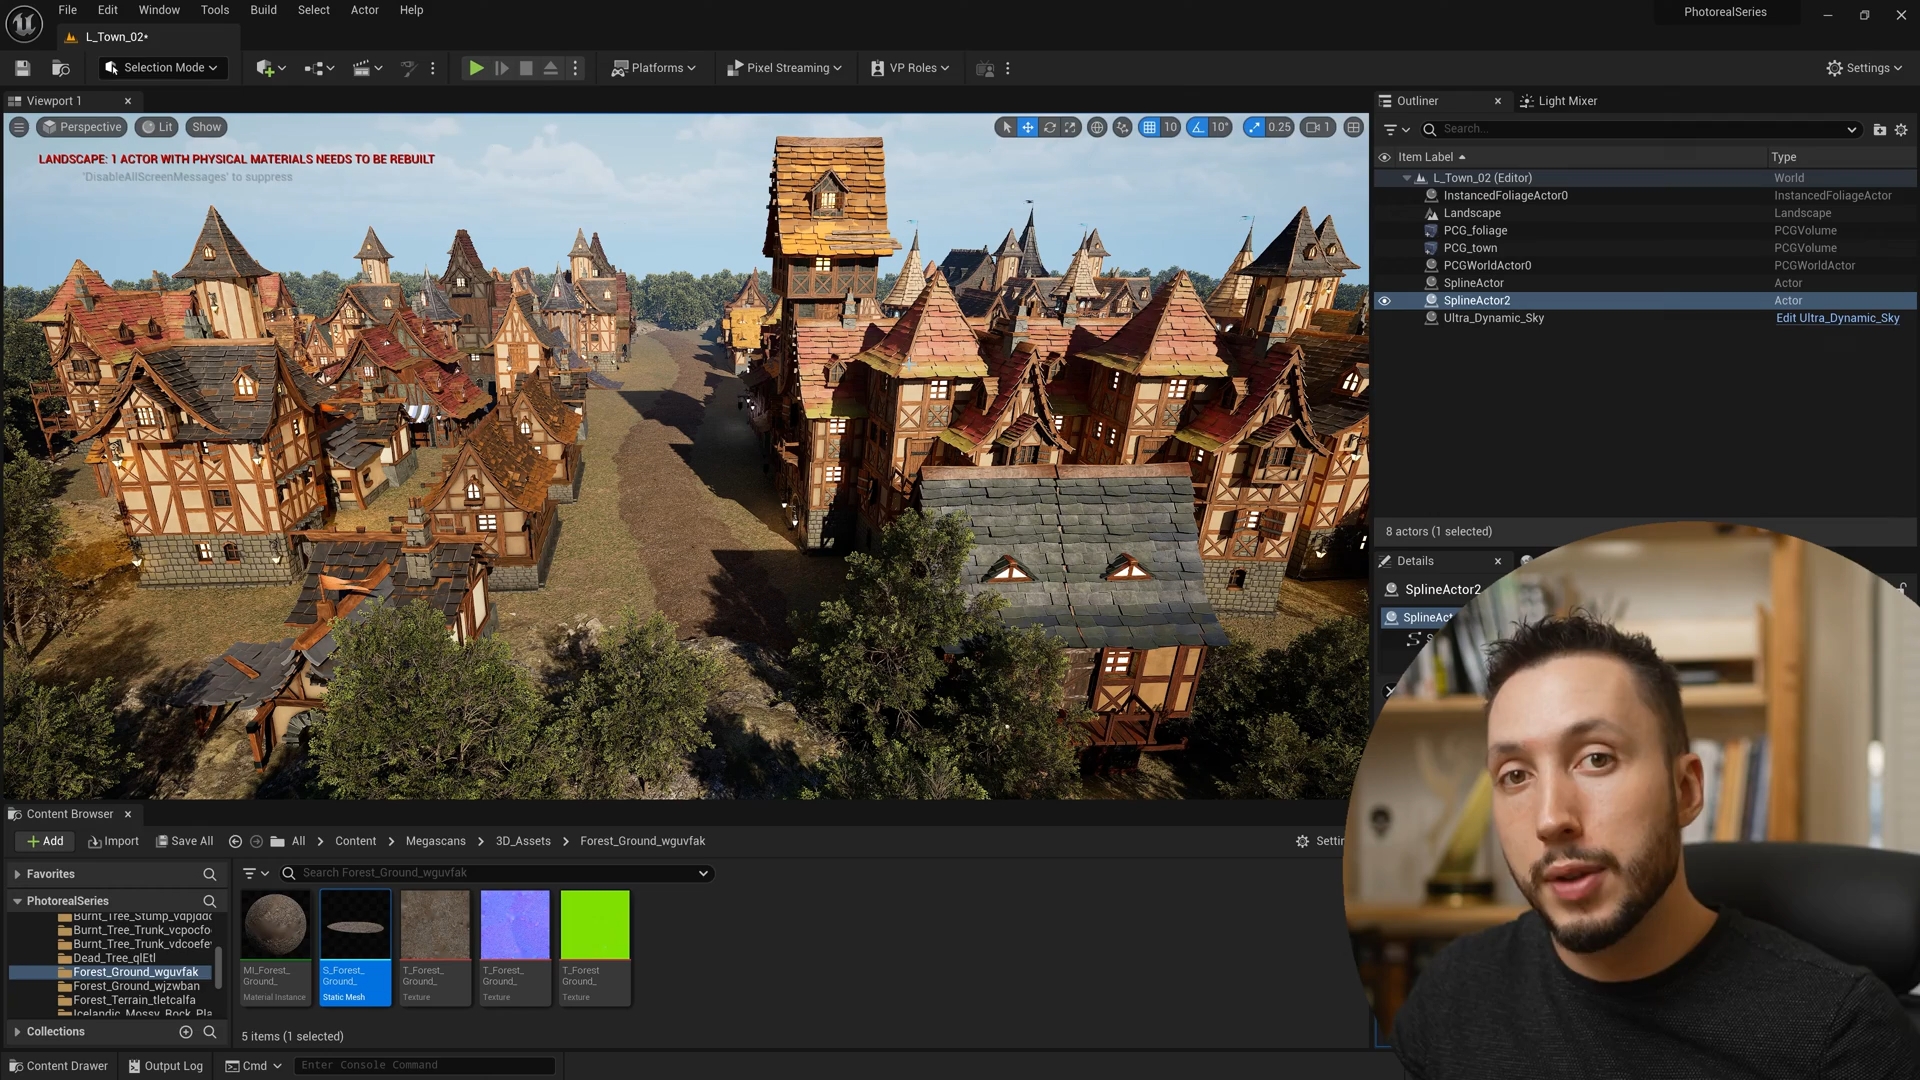 File Edit Window Tools Build Select Actor Help
PhotorealSeries
L_Town_02*
Selection Mode
Platforms
Pixel Streaming
VP Roles
Settings
Viewport 1
Outliner
Light Mixer
Perspective
Lit
Show
10
10°
0.25
1
Search...
LANDSCAPE: 1 ACTOR WITH PHYSICAL MATERIALS NEEDS TO BE REBUILT
'DisableAllScreenMessages' to suppress
Item Label Type
L_Town_02 (Editor) World
InstancedFoliageActor0 InstancedFoliageActor
Landscape Landscape
PCG_foliage PCGVolume
PCG_town PCGVolume
PCGWorldActor0 PCGWorldActor
SplineActor Actor
SplineActor2 Actor
Ultra_Dynamic_Sky Edit Ultra_Dynamic_Sky
8 actors (1 selected)
Details
SplineActor2
SplineAct
S
Content Browser
Add
Import
Save All
All
Content
Megascans
3D_Assets
Forest_Ground_wguvfak
Settin
Favorites
Search Forest_Ground_wguvfak
PhotorealSeries
Burnt_Tree_Stump_vdpjddc
Burnt_Tree_Trunk_vcpocfo
Burnt_Tree_Trunk_vdcoefe
Dead_Tree_qlEtl
Forest_Ground_wguvfak
Forest_Ground_wjzwban
Forest_Terrain_tletcalfa
Icelandic_Mossy_Rock_Pla
Collections
MI_Forest_
Ground_
Material Instance
S_Forest_
Ground_
Static Mesh
T_Forest_
Ground_
Texture
T_Forest_
Ground_
Texture
T_Forest
Ground_
Texture
5 items (1 selected)
Content Drawer
Output Log
Cmd
Enter Console Command